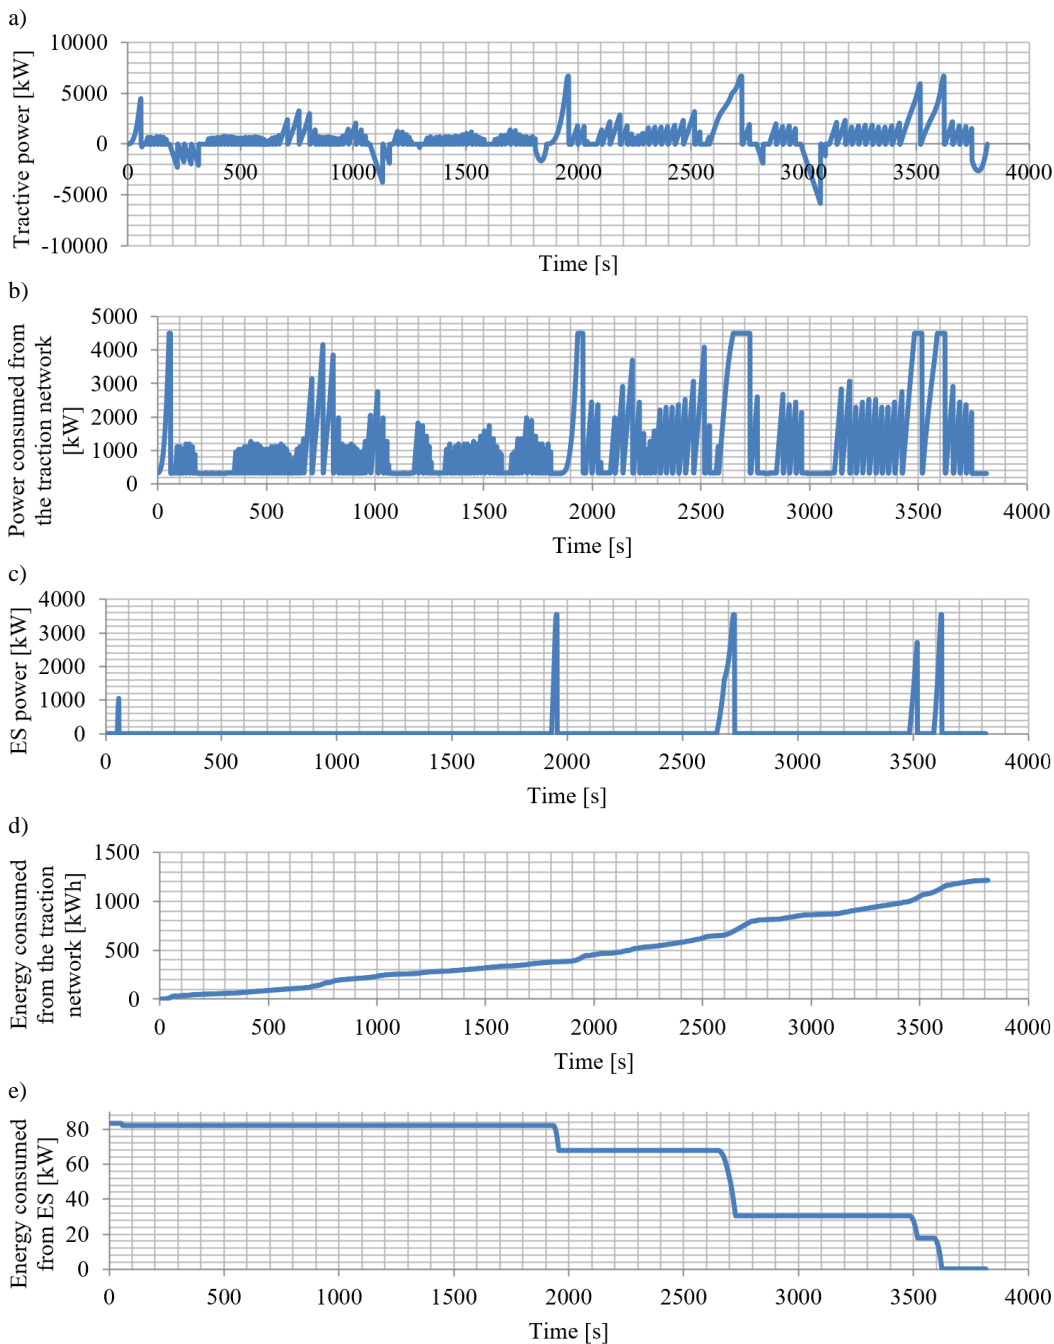 a)
Tractive power [kW]
10000
5000
0
-5000
-10000
0 500 1000 1500 2000 2500 3000 3500 4000
Time [s]
b)
Power consumed from
the traction network
[kW]
5000
4000
3000
2000
1000
0
0 500 1000 1500 2000 2500 3000 3500 4000
Time [s]
c)
ES power [kW]
4000
3000
2000
1000
0
0 500 1000 1500 2000 2500 3000 3500 4000
Time [s]
d)
Energy consumed
from the traction
network [kWh]
1500
1000
500
0
0 500 1000 1500 2000 2500 3000 3500 4000
Time [s]
e)
Energy consumed
from ES [kW]
80
60
40
20
0
0 500 1000 1500 2000 2500 3000 3500 4000
Time [s]